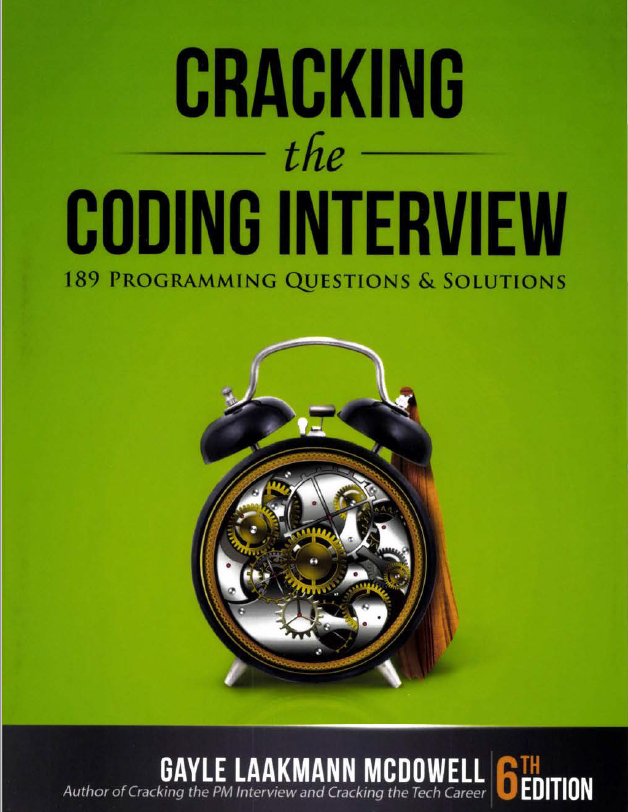 CRACKING
the
CODING INTERVIEW
189 PROGRAMMING QUESTIONS & SOLUTIONS
GAYLE LAAKMANN MCDOWELL
Author of Cracking the PM Interview and Cracking the Tech Career
6TH
EDITION